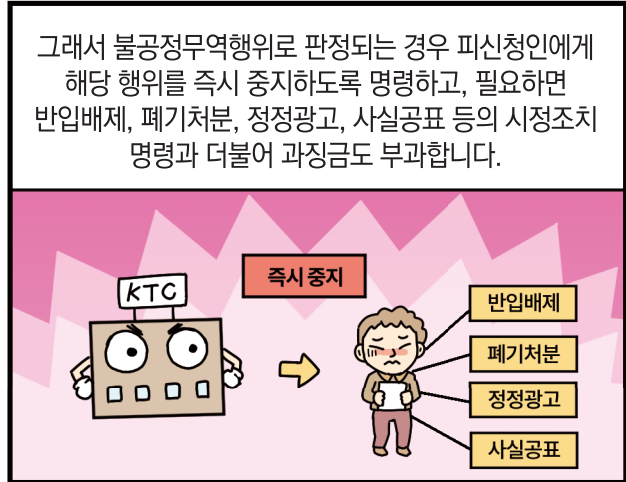 그래서 불공정무역행위로 판정되는 경우 피신청인에게
해당 행위를 즉시 중지하도록 명령하고, 필요하면
반입배제, 폐기처분, 정정광고, 사실공표 등의 시정조치
명령과 더불어 과징금도 부과합니다.
즉시 중지
KTC
반입배제
폐기처분
정정광고
사실공표